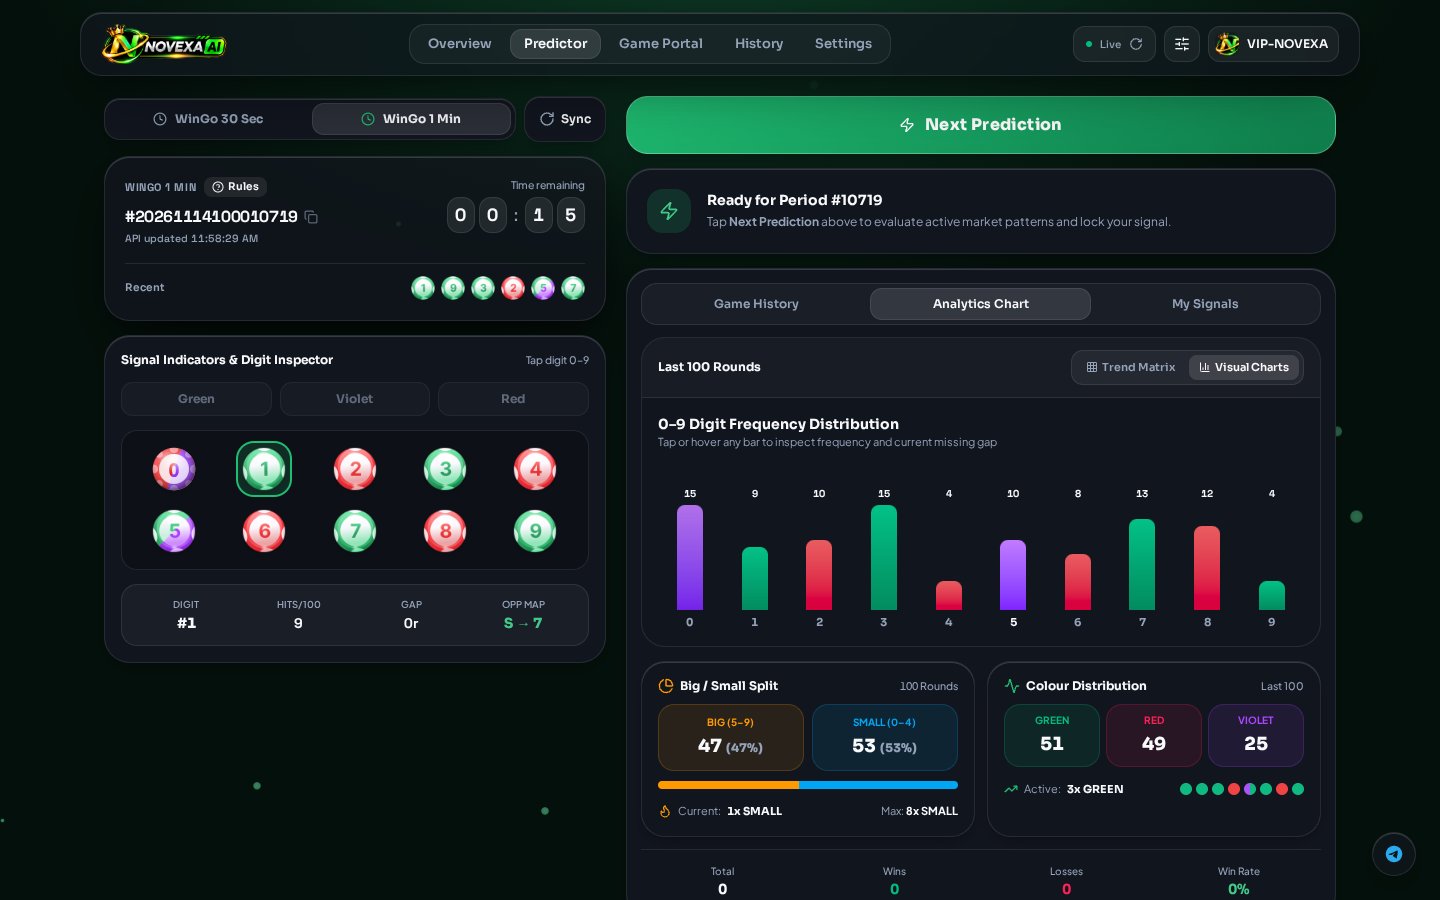 NOVEXA AI
Overview
Predictor
Game Portal
History
Settings
Live
VIP-NOVEXA
WinGo 30 Sec
WinGo 1 Min
Sync
WINGO 1 MIN
Rules
#20261114100010719
API updated 11:58:29 AM
Time remaining
0 0 : 1 5
Recent
1 9 3 2 5 7
Signal Indicators & Digit Inspector
Tap digit 0–9
Green
Violet
Red
0 1 2 3 4
5 6 7 8 9
DIGIT
#1
HITS/100
9
GAP
0r
OPP MAP
S → 7
Next Prediction
Ready for Period #10719
Tap Next Prediction above to evaluate active market patterns and lock your signal.
Game History
Analytics Chart
My Signals
Last 100 Rounds
Trend Matrix
Visual Charts
0–9 Digit Frequency Distribution
Tap or hover any bar to inspect frequency and current missing gap
15 9 10 15 4 10 8 13 12 4
0 1 2 3 4 5 6 7 8 9
Big / Small Split
100 Rounds
BIG (5–9)
47 (47%)
SMALL (0–4)
53 (53%)
Current: 1x SMALL
Max: 8x SMALL
Colour Distribution
Last 100
GREEN
51
RED
49
VIOLET
25
Active: 3x GREEN
Total
0
Wins
0
Losses
0
Win Rate
0%